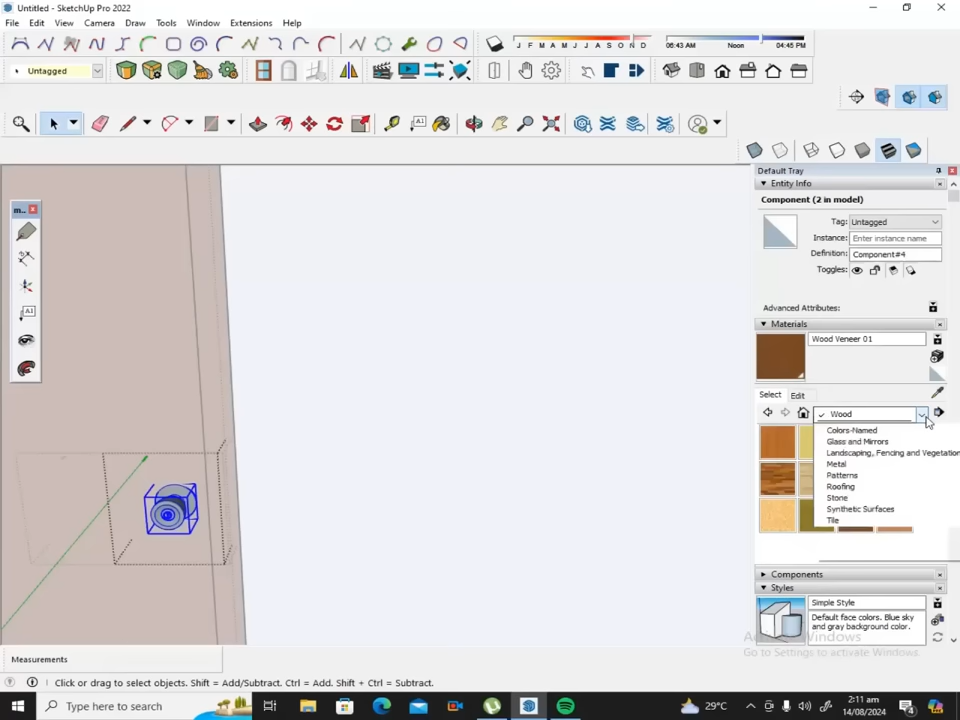 Untitled - SketchUp Pro 2022
File Edit View Camera Draw Tools Window Extensions Help
J F M A M J J A S O N D 06:43 AM Noon 04:45 PM
Untagged
Default Tray
Entity Info
Component (2 in model)
Tag: Untagged
Instance: Enter instance name
Definition: Component#4
Toggles:
Advanced Attributes:
Materials
Wood Veneer 01
Select Edit
Wood
Colors-Named
Glass and Mirrors
Landscaping, Fencing and Vegetation
Metal
Patterns
Roofing
Stone
Synthetic Surfaces
Tile
Components
Styles
Simple Style
Default face colors. Blue sky
and gray background color.
Activate Windows
Go to Settings to activate Windows.
m..
A1
A1
Measurements
Click or drag to select objects. Shift = Add/Subtract. Ctrl = Add. Shift + Ctrl = Subtract.
Type here to search
29°C
2:11 am
14/08/2024
4